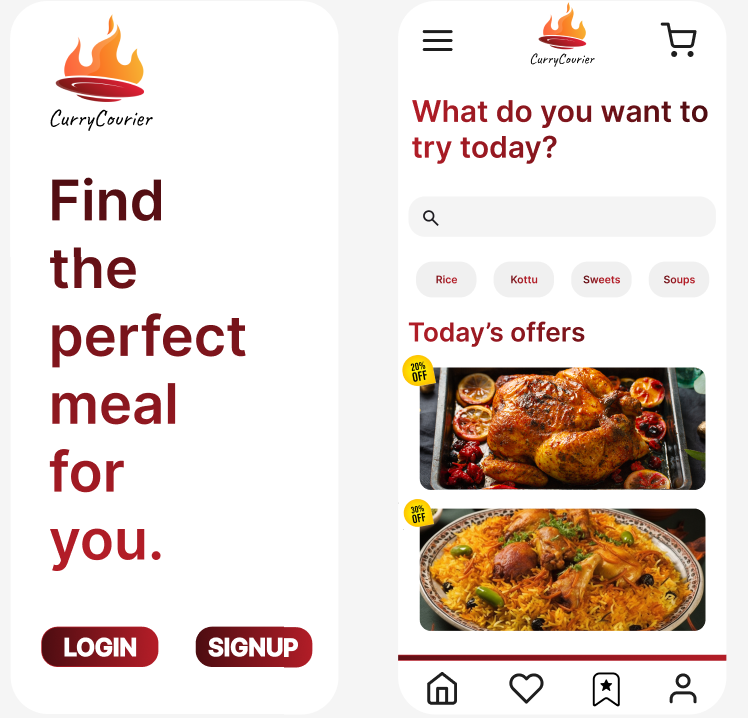 CurryCourier
Find
the
perfect
meal
for
you.
LOGIN SIGNUP
CurryCourier
What do you want to
try today?
Rice Kottu Sweets Soups
Today’s offers
20%
OFF
30%
OFF